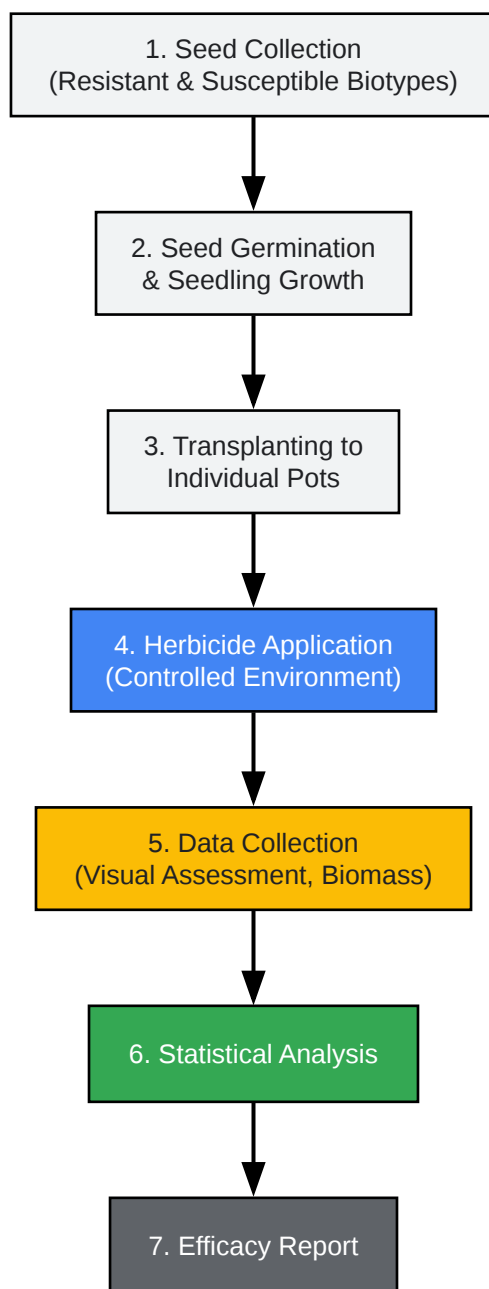 1. Seed Collection
(Resistant & Susceptible Biotypes)
2. Seed Germination
& Seedling Growth
3. Transplanting to
Individual Pots
4. Herbicide Application
(Controlled Environment)
5. Data Collection
(Visual Assessment, Biomass)
6. Statistical Analysis
7. Efficacy Report